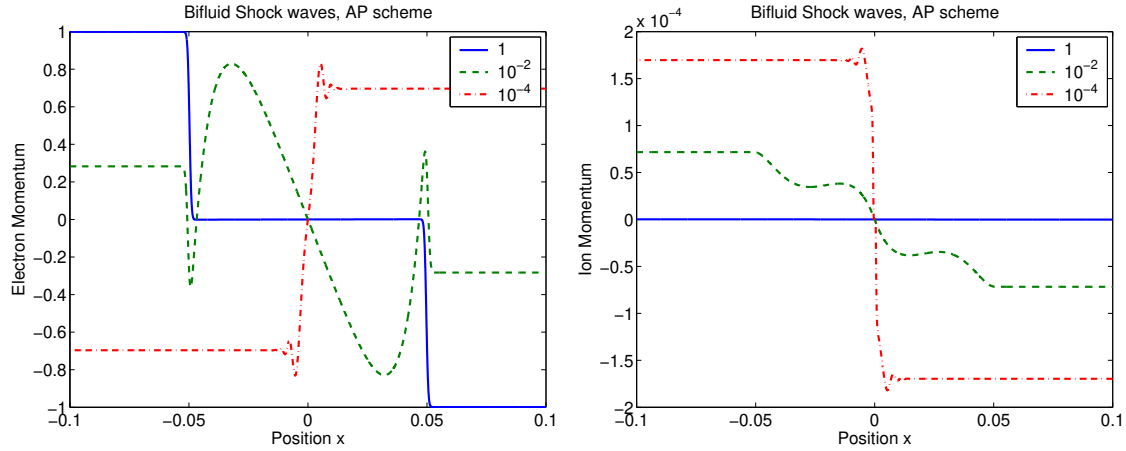 Bifluid Shock waves, AP scheme
1
0.8
0.6
0.4
0.2
0
−0.2
−0.4
−0.6
−0.8
−1
Electron Momentum
1
10⁻²
10⁻⁴
−0.1 −0.05 0 0.05 0.1
Position x
Bifluid Shock waves, AP scheme
x 10⁻⁴
2
1.5
1
0.5
0
−0.5
−1
−1.5
−2
Ion Momentum
1
10⁻²
10⁻⁴
−0.1 −0.05 0 0.05 0.1
Position x